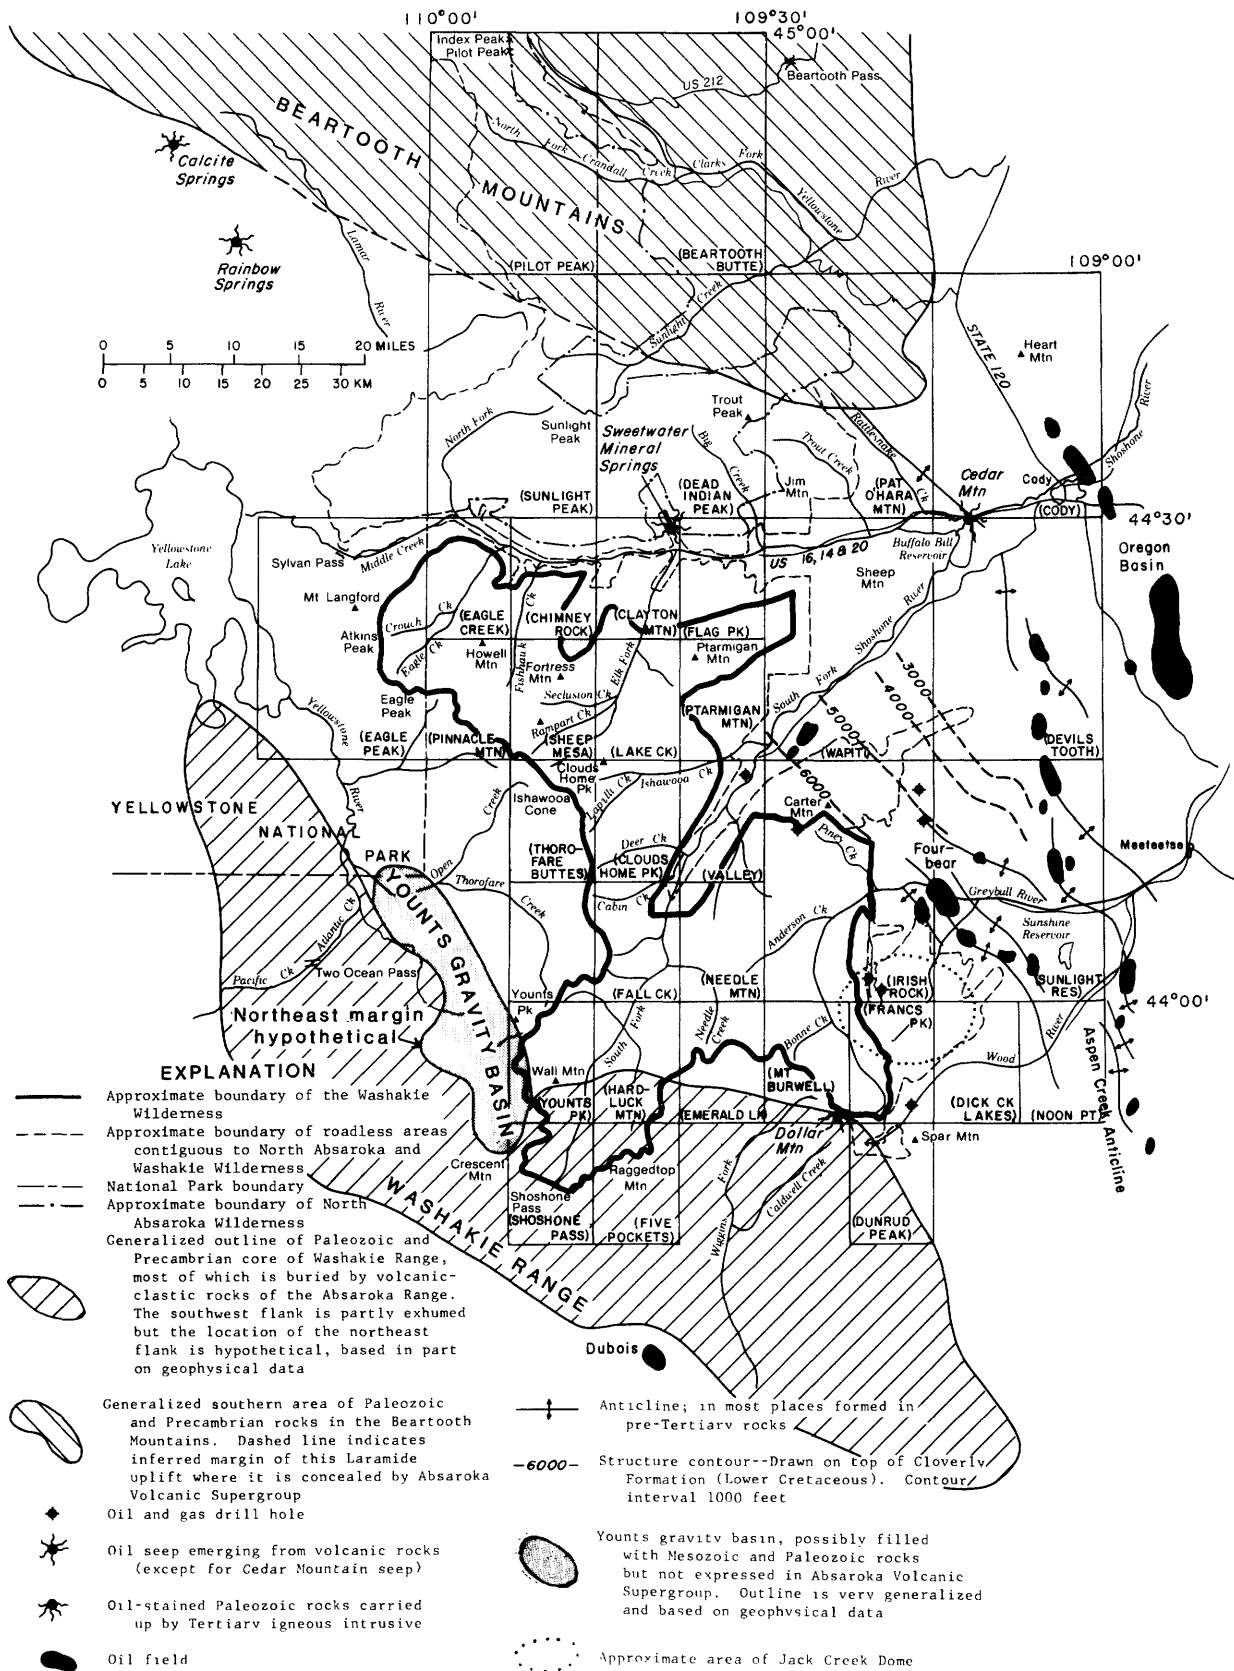 110°00'
109°30'
45°00'
Index Peak
Pilot Peak
US 212
Beartooth Pass
BEARTOOTH
MOUNTAINS
North
Fork
Crandall
Creek
Clarks
Fork
Yellowstone
River
Calcite
Springs
Rainbow
Springs
Lamar
River
(PILOT PEAK)
(BEARTOOTH
BUTTE)
109°00'
0 5 10 15 20 MILES
0 5 10 15 20 25 30 KM
Sunlight
Creek
STATE 120
Heart
Mtn
Trout
Peak
North Fork
Sunlight
Peak
Sweetwater
Mineral
Springs
Big
Creek
Trout Creek
Rattlesnake
Ck
Jim
Mtn
Cedar
Mtn
Cody
Shoshone
River
(SUNLIGHT
PEAK)
(DEAD
INDIAN
PEAK)
(PAT
O'HARA
MTN)
(CODY)
44°30'
Yellowstone
Lake
Sylvan Pass
Middle Creek
US 16, 14 & 20
Buffalo Bill
Reservoir
Sheep
Mtn
Oregon
Basin
Mt Langford
Atkins
Peak
Crouch Ck
Eagle Ck
(EAGLE
CREEK)
Howell
Mtn
Fishhawk
Ck
(CHIMNEY
ROCK)
(CLAYTON
MTN)
(FLAG PK)
Ptarmigan
Mtn
Fortress
Mtn
Elk Fork
Seclusion Ck
Rampart Ck
South
Fork
Shoshone
River
3000
4000
5000
6000
Eagle
Peak
(EAGLE
PEAK)
(PINNACLE
MTN)
(SHEEP
MESA)
(LAKE CK)
(PTARMIGAN
MTN)
(WAPITI)
(DEVILS
TOOTH)
Clouds
Home
Pk
Ishawooa
Cone
Lapilli Ck
Ishawooa Ck
Carter
Mtn
Piney Ck
Meeteetse
YELLOWSTONE
NATIONAL
PARK
Yellowstone
River
Open
Creek
Thorofare
Creek
(THORO-
FARE
BUTTES)
Deer Ck
(CLOUDS
HOME PK)
Cabin Ck
(VALLEY)
Four-
bear
Greybull River
Sunshine
Reservoir
YOUNTS GRAVITY BASIN
Atlantic Ck
Pacific Ck
Two Ocean Pass
Anderson Ck
Younts
Pk
(FALL CK)
(NEEDLE
MTN)
(IRISH
ROCK)
(FRANCS
PK)
(SUNLIGHT
RES)
44°00'
Northeast margin
hypothetical
South
Fork
Needle
Creek
Bonne Ck
Wood
River
Wall Mtn
(YOUNTS
PK)
(HARD-
LUCK
MTN)
(EMERALD LK)
(MT
BURWELL)
(DICK CK
LAKES)
(NOON PT)
Aspen Creek Anticline
Dollar
Mtn
Spar Mtn
Crescent
Mtn
Shoshone
Pass
(SHOSHONE
PASS)
Raggedtop
Mtn
(FIVE
POCKETS)
Wiggins
Fork
Caldwell Creek
(DUNRUD
PEAK)
WASHAKIE RANGE
Dubois
EXPLANATION
Approximate boundary of the Washakie
Wilderness
Approximate boundary of roadless areas
contiguous to North Absaroka and
Washakie Wilderness
National Park boundary
Approximate boundary of North
Absaroka Wilderness
Generalized outline of Paleozoic and
Precambrian core of Washakie Range,
most of which is buried by volcanic-
clastic rocks of the Absaroka Range.
The southwest flank is partly exhumed
but the location of the northeast
flank is hypothetical, based in part
on geophysical data
Generalized southern area of Paleozoic
and Precambrian rocks in the Beartooth
Mountains. Dashed line indicates
inferred margin of this Laramide
uplift where it is concealed by Absaroka
Volcanic Supergroup
Oil and gas drill hole
Oil seep emerging from volcanic rocks
(except for Cedar Mountain seep)
Oil-stained Paleozoic rocks carried
up by Tertiary igneous intrusive
Oil field
Anticline; in most places formed in
pre-Tertiary rocks
-6000- Structure contour--Drawn on top of Cloverly
Formation (Lower Cretaceous). Contour
interval 1000 feet
Younts gravity basin, possibly filled
with Mesozoic and Paleozoic rocks
but not expressed in Absaroka Volcanic
Supergroup. Outline is very generalized
and based on geophysical data
Approximate area of Jack Creek Dome